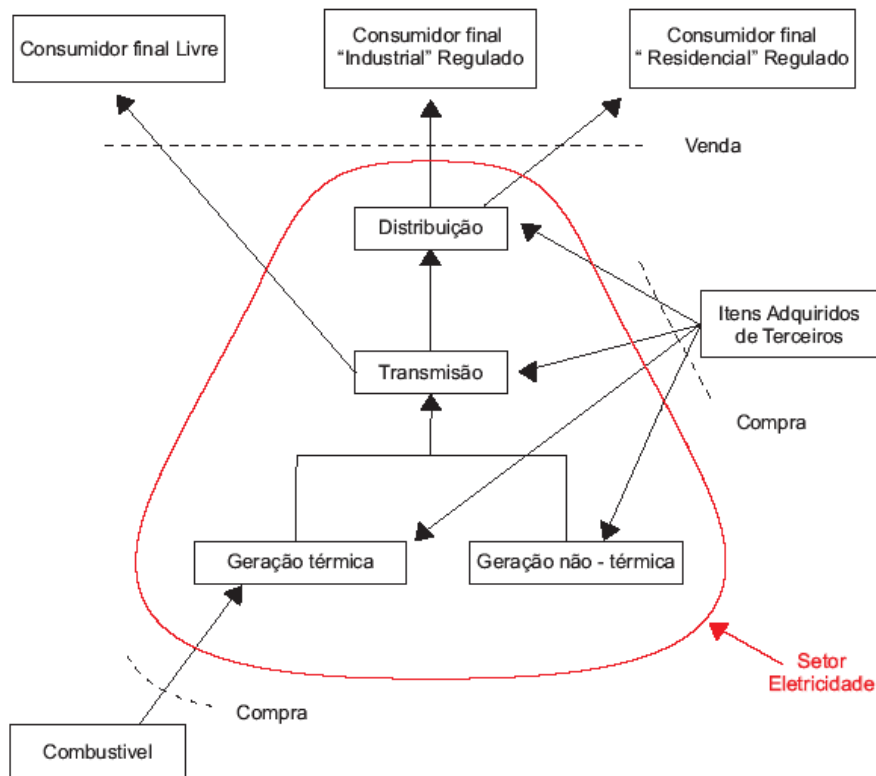 Consumidor final Livre
Consumidor final
“Industrial” Regulado
Consumidor final
“ Residencial” Regulado
Venda
Distribuição
Itens Adquiridos
de Terceiros
Transmisão
Compra
Geração térmica
Geração não - térmica
Setor
Eletricidade
Compra
Combustivel